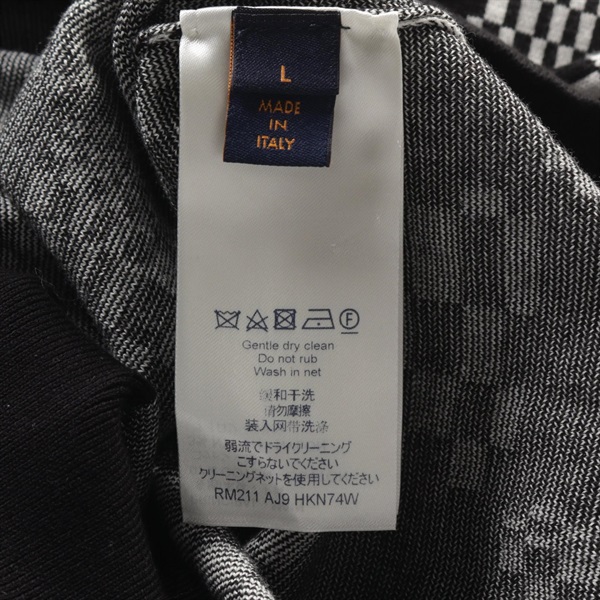 L
MADE
IN
ITALY
F
Gentle dry clean
Do not rub
Wash in net
缓和干洗
请勿摩擦
装入网带洗涤
弱流でドライクリーニング
こすらないでください
クリーニングネットを使用してください
RM211 AJ9 HKN74W